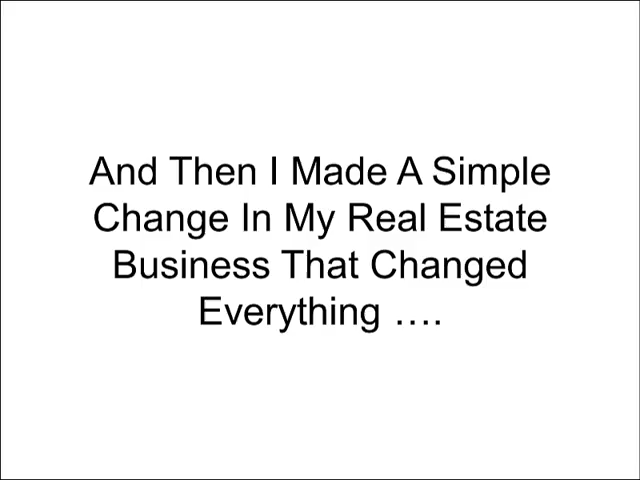 And Then I Made A Simple
Change In My Real Estate
Business That Changed
Everything ….